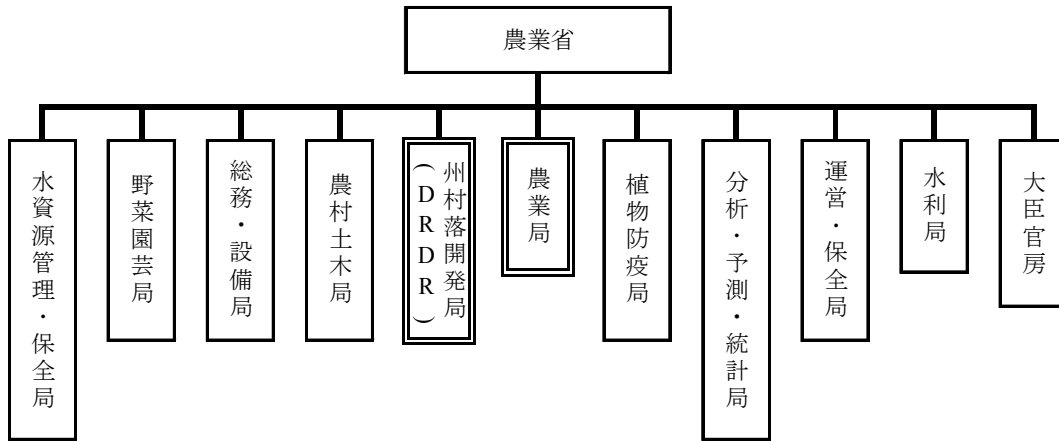 農業省
水資源管理・保全局
野菜園芸局
総務・設備局
農村土木局
州村落開発局
(DRDR)
農業局
植物防疫局
分析・予測・統計局
運営・保全局
水利局
大臣官房